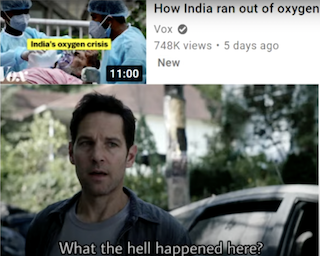 How India ran out of oxygen
India's oxygen crisis
Vox
748K views • 5 days ago
New
Vox
11:00
What the hell happened here?